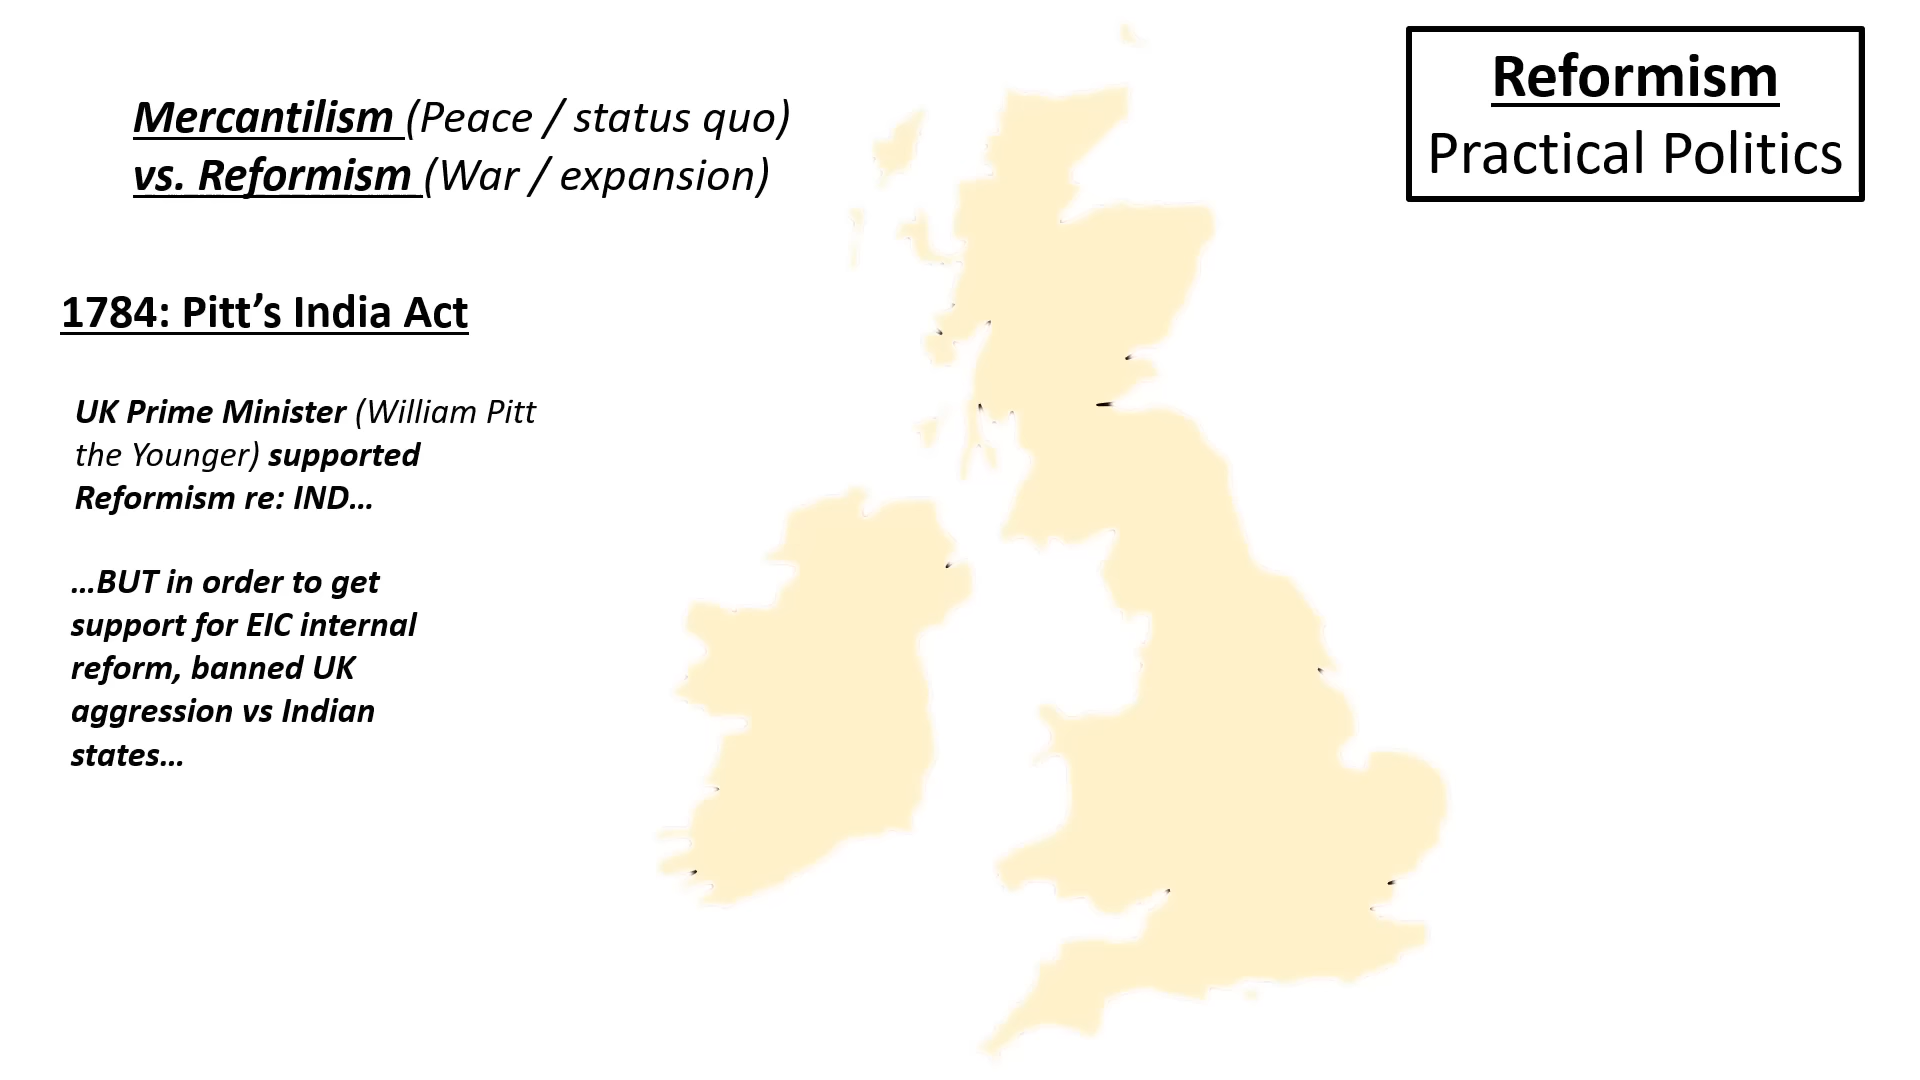 Mercantilism (Peace / status quo)
vs. Reformism (War / expansion)
Reformism
Practical Politics
1784: Pitt’s India Act
UK Prime Minister (William Pitt
the Younger) supported
Reformism re: IND…
…BUT in order to get
support for EIC internal
reform, banned UK
aggression vs Indian
states…